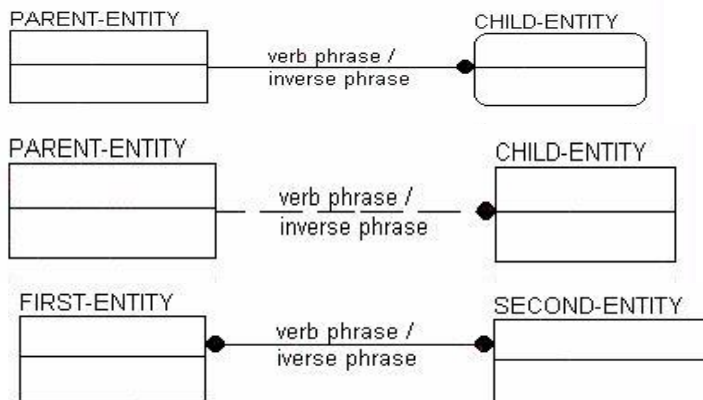 PARENT-ENTITY
CHILD-ENTITY
verb phrase /
inverse phrase
PARENT-ENTITY
CHILD-ENTITY
verb phrase /
inverse phrase
FIRST-ENTITY
SECOND-ENTITY
verb phrase /
iverse phrase